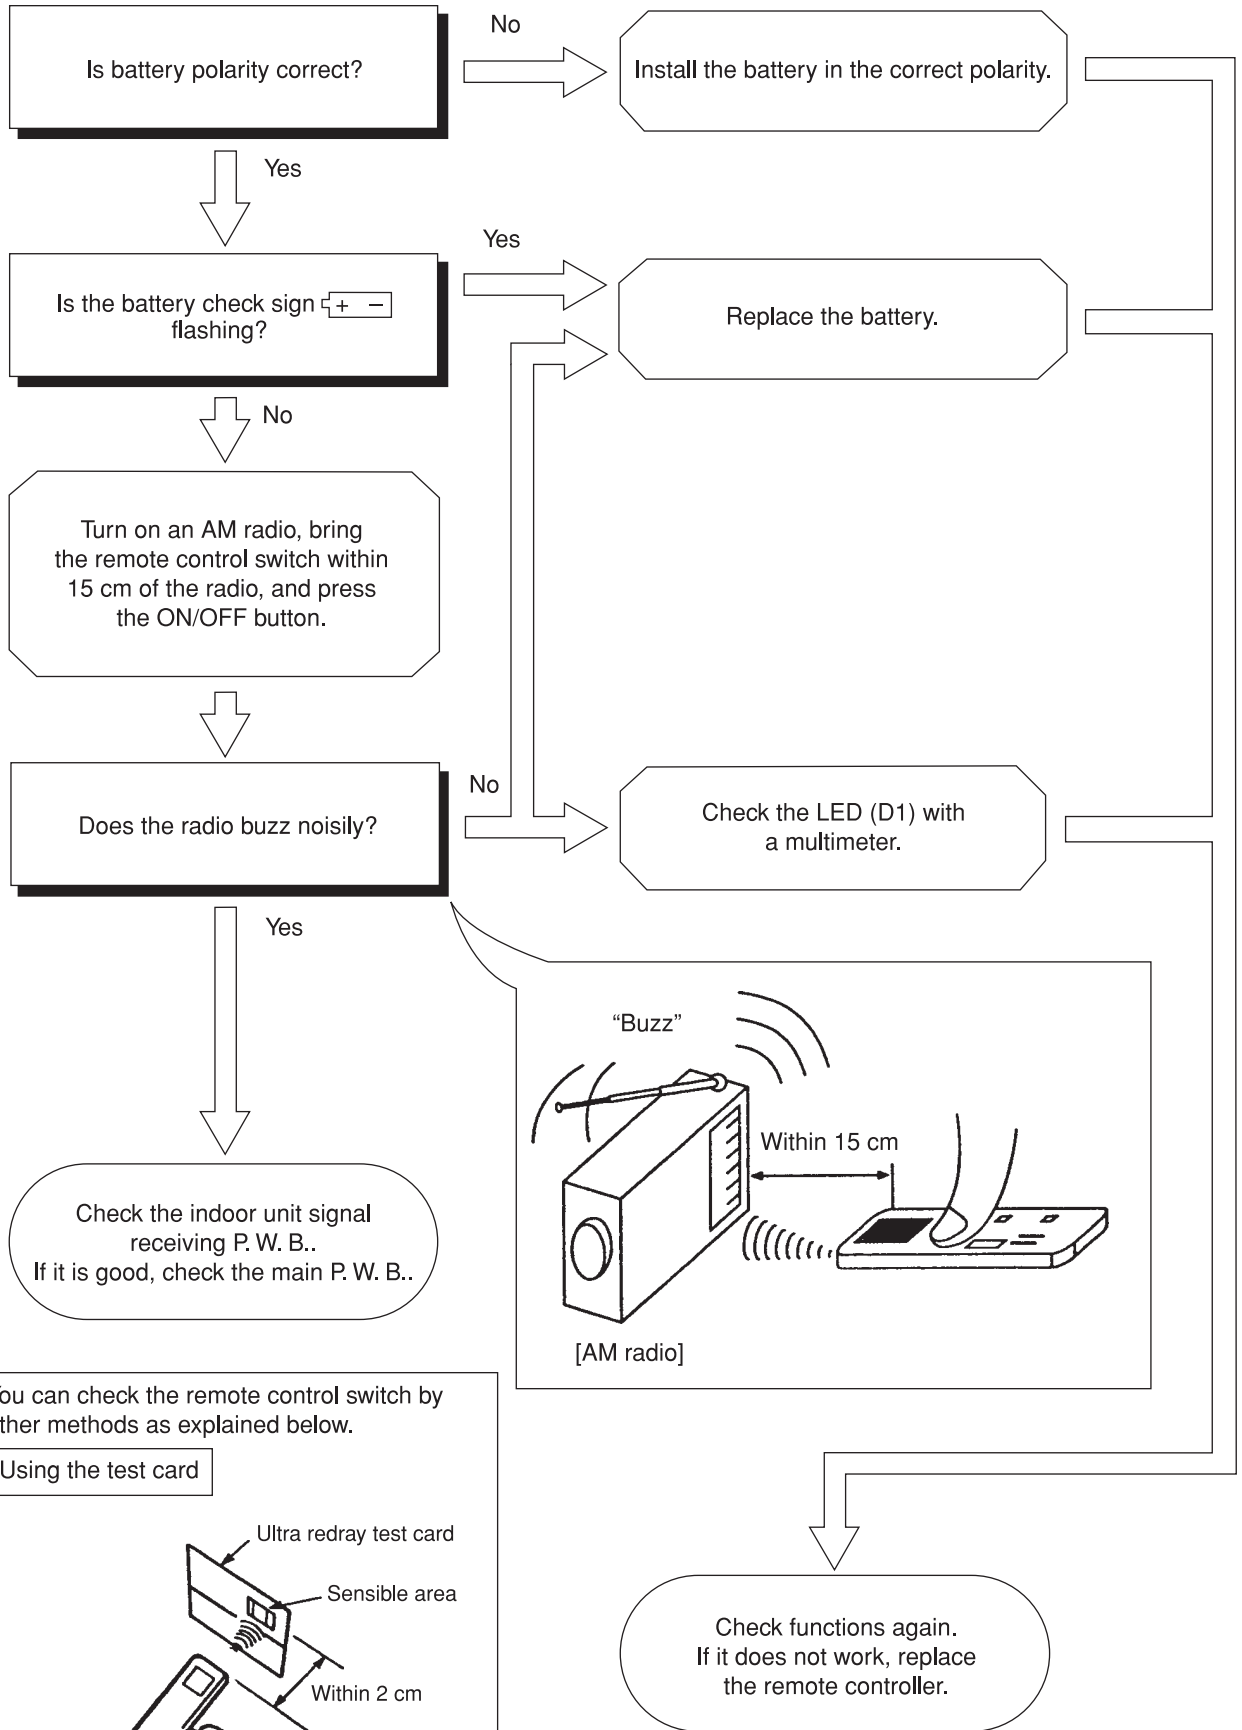 Is battery polarity correct?
No
Install the battery in the correct polarity.
Yes
Is the battery check sign + −
flashing?
Yes
Replace the battery.
No
Turn on an AM radio, bring
the remote control switch within
15 cm of the radio, and press
the ON/OFF button.
Does the radio buzz noisily?
No
Check the LED (D1) with
a multimeter.
Yes
“Buzz”
Within 15 cm
[AM radio]
Check the indoor unit signal
receiving P. W. B..
If it is good, check the main P. W. B..
You can check the remote control switch by
other methods as explained below.
Using the test card
Ultra redray test card
Sensible area
Within 2 cm
Check functions again.
If it does not work, replace
the remote controller.